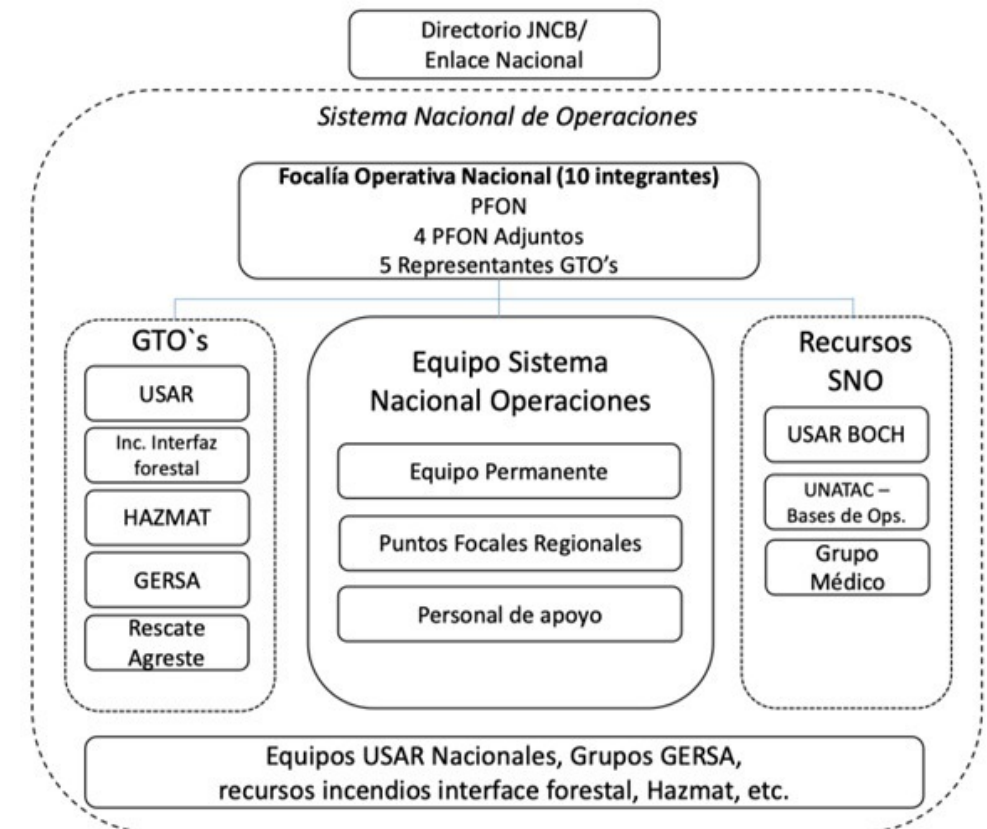 Directorio JNCB/
Enlace Nacional
Sistema Nacional de Operaciones
Focalía Operativa Nacional (10 integrantes)
PFON
4 PFON Adjuntos
5 Representantes GTO’s
GTO`s
USAR
Inc. Interfaz
forestal
HAZMAT
GERSA
Rescate
Agreste
Equipo Sistema
Nacional Operaciones
Equipo Permanente
Puntos Focales Regionales
Personal de apoyo
Recursos
SNO
USAR BOCH
UNATAC –
Bases de Ops.
Grupo
Médico
Equipos USAR Nacionales, Grupos GERSA,
recursos incendios interface forestal, Hazmat, etc.